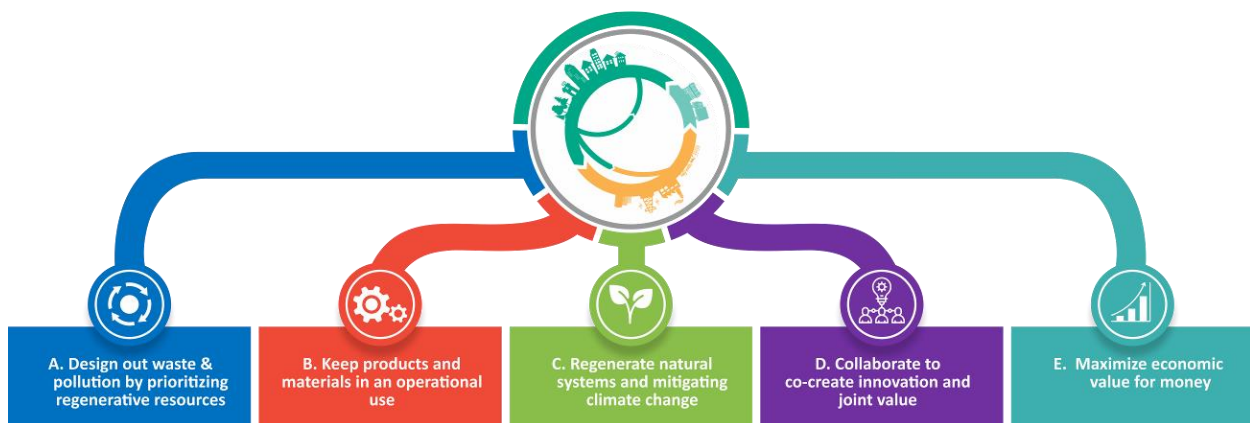 A. Design out waste &
pollution by prioritizing
regenerative resources
B. Keep products and
materials in an operational
use
C. Regenerate natural
systems and mitigating
climate change
D. Collaborate to
co-create innovation and
joint value
E. Maximize economic
value for money